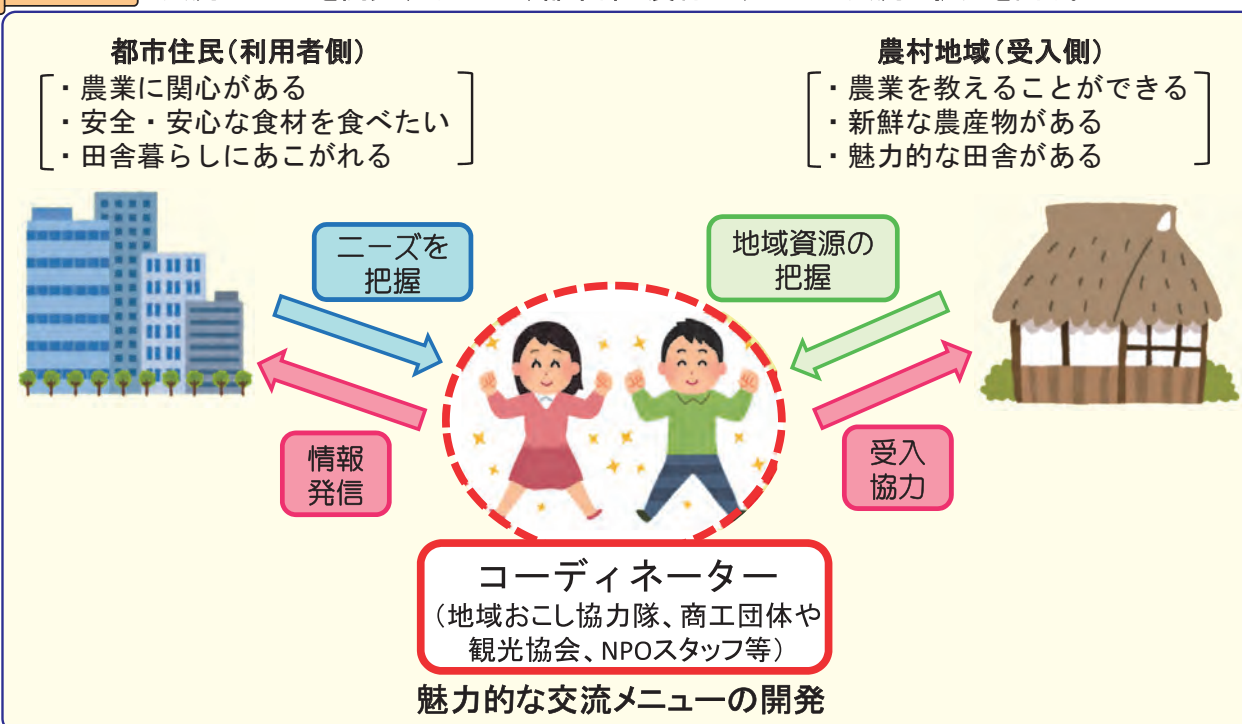 都市住民（利用者側）
・農業に関心がある
・安全・安心な食材を食べたい
・田舎暮らしにあこがれる
農村地域（受入側）
・農業を教えることができる
・新鮮な農産物がある
・魅力的な田舎がある
ニーズを
把握
地域資源の
把握
情報
発信
受入
協力
コーディネーター
（地域おこし協力隊、商工団体や
観光協会、NPOスタッフ等）
魅力的な交流メニューの開発